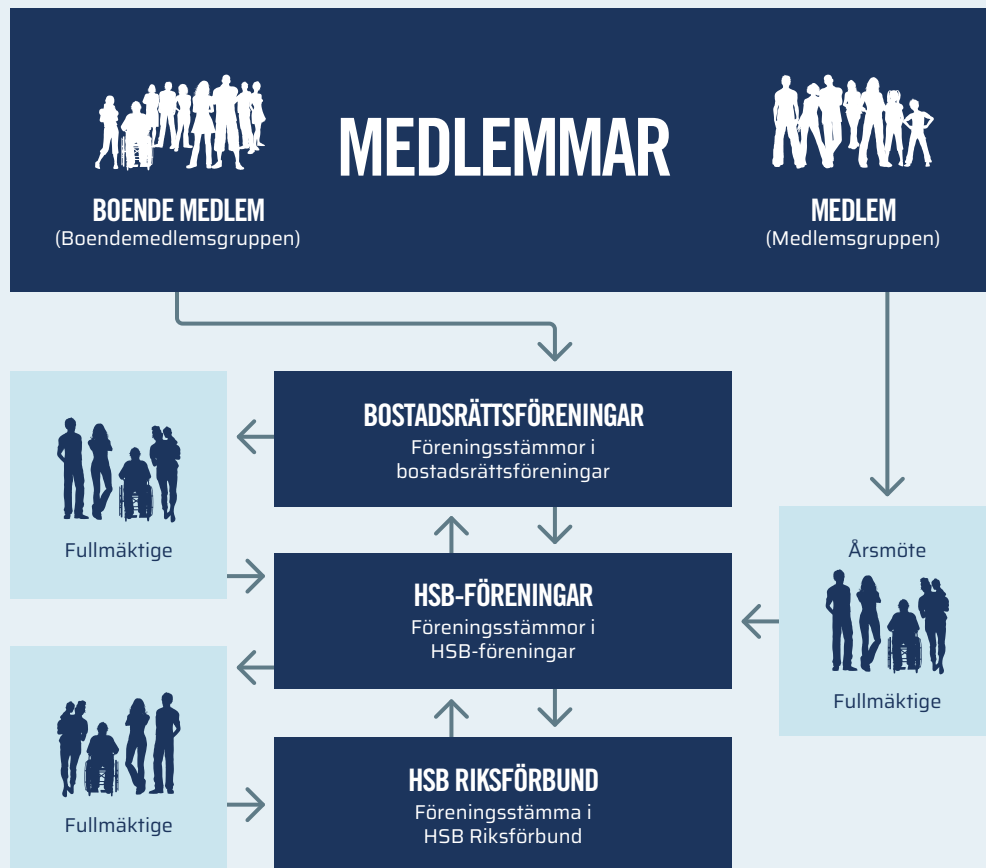 MEDLEMMAR
BOENDE MEDLEM
(Boendemedlemsgruppen)
MEDLEM
(Medlemsgruppen)
BOSTADSRÄTTSFÖRENINGAR
Föreningsstämmor i
bostadsrättsföreningar
Fullmäktige
HSB-FÖRENINGAR
Föreningsstämmor i
HSB-föreningar
Årsmöte
Fullmäktige
HSB RIKSFÖRBUND
Föreningsstämma i
HSB Riksförbund
Fullmäktige